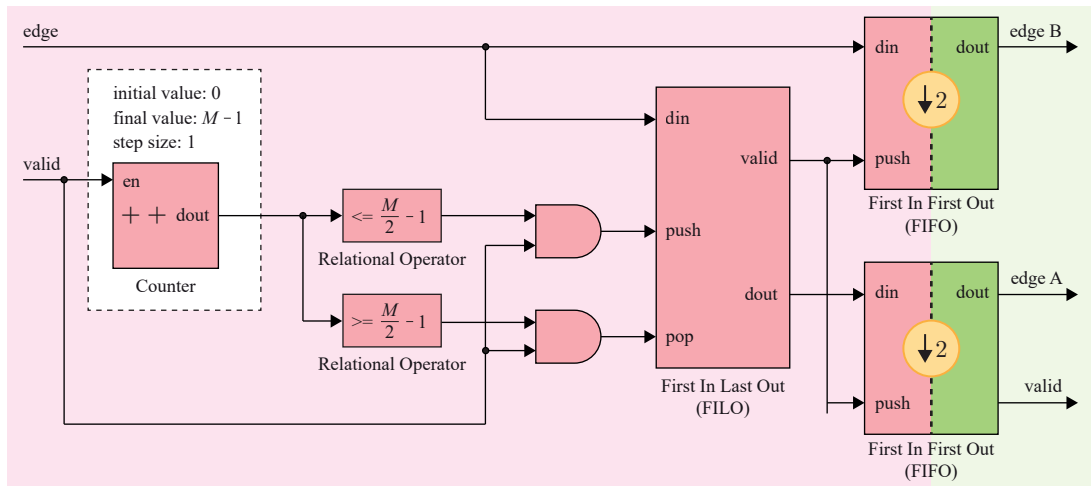 edge
initial value: 0
final value: M - 1
step size: 1
valid
en
+ + dout
Counter
<= M/2 - 1
Relational Operator
>= M/2 - 1
Relational Operator
din
valid
push
dout
pop
First In Last Out
(FILO)
din
dout
↓2
push
First In First Out
(FIFO)
edge B
din
dout
↓2
push
First In First Out
(FIFO)
edge A
valid